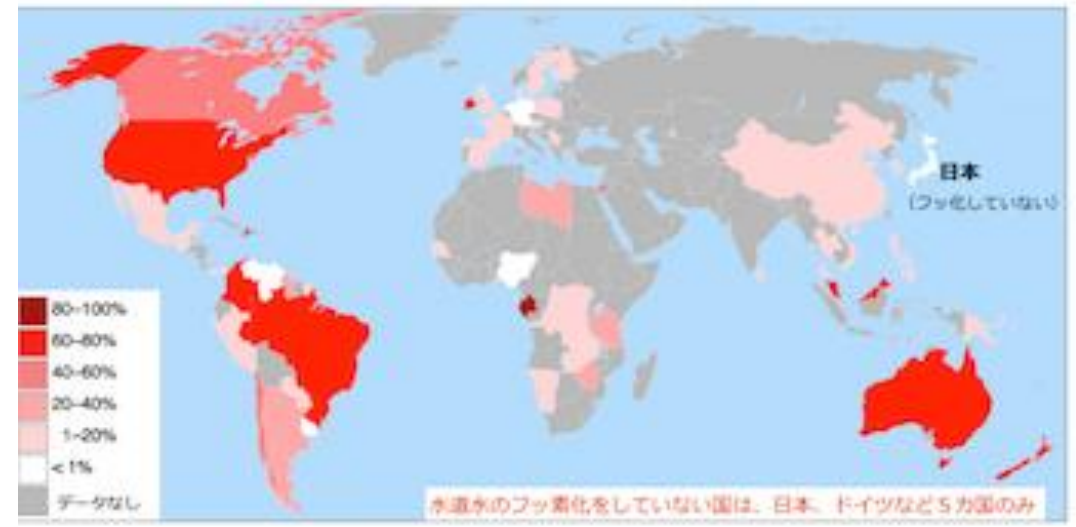 日本
(フッ化していない)
80-100%
60-80%
40-60%
20-40%
1-20%
<1%
データなし
水道水のフッ素化をしていない国は、日本、ドイツなど5カ国のみ